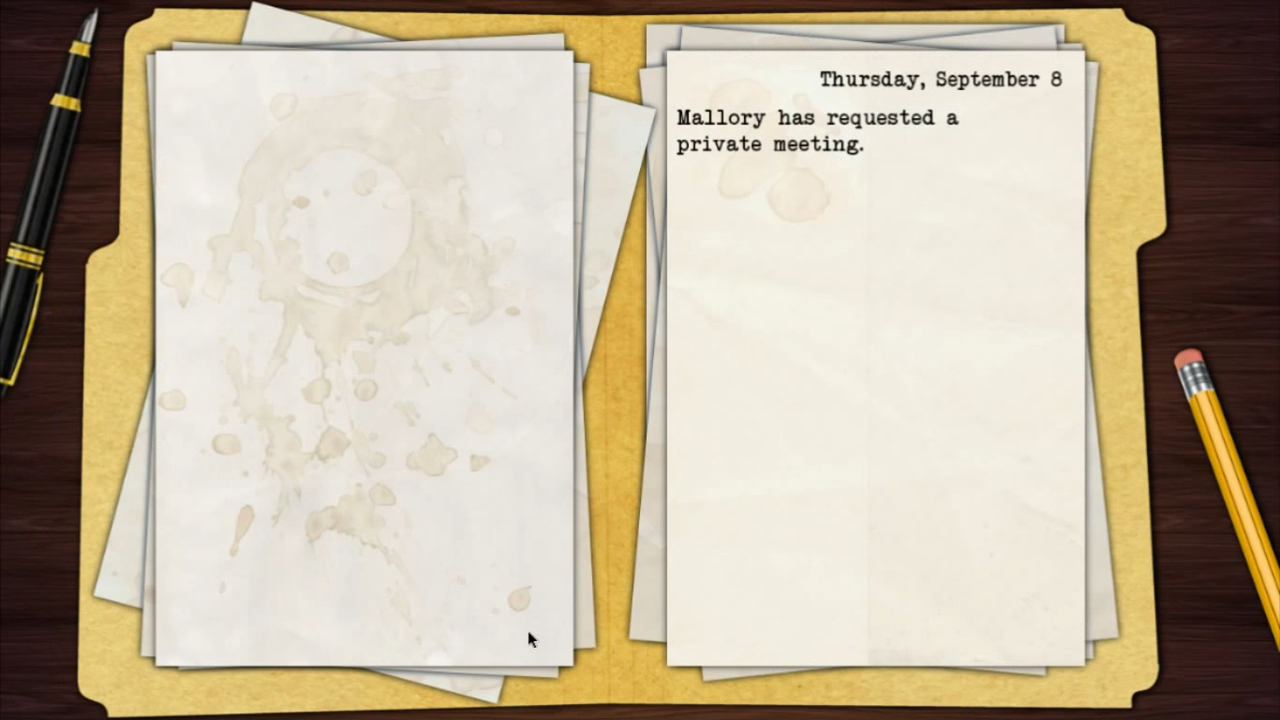 Thursday, September 8
Mallory has requested a
private meeting.